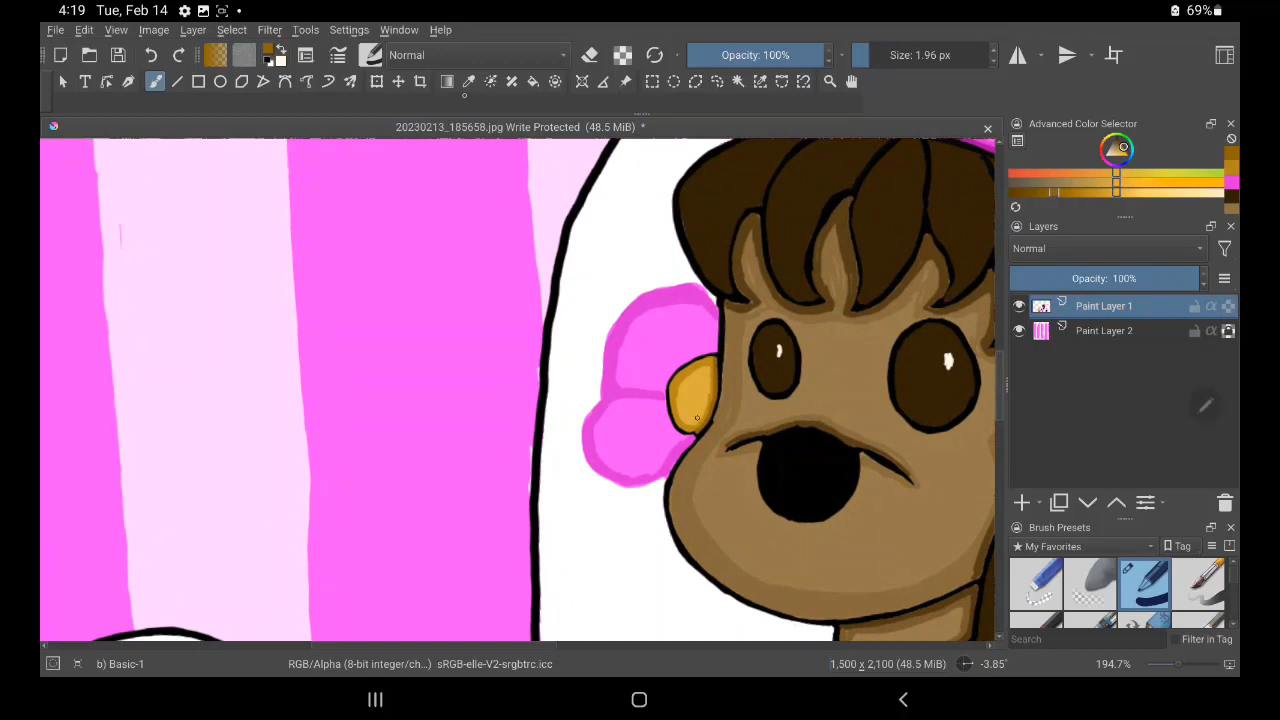 4:19 Tue, Feb 14 69%
File Edit View Image Layer Select Filter Tools Settings Window Help
Normal Opacity: 100% Size: 1.96 px
20230213_185658.jpg Write Protected (48.5 MiB) *
Advanced Color Selector
Layers
Normal
Opacity: 100%
Paint Layer 1
Paint Layer 2
Brush Presets
My Favorites Tag
Search Filter in Tag
b) Basic-1 RGB/Alpha (8-bit integer/ch...) sRGB-elle-V2-srgbtrc.icc 1,500 x 2,100 (48.5 MiB) -3.85° 194.7%